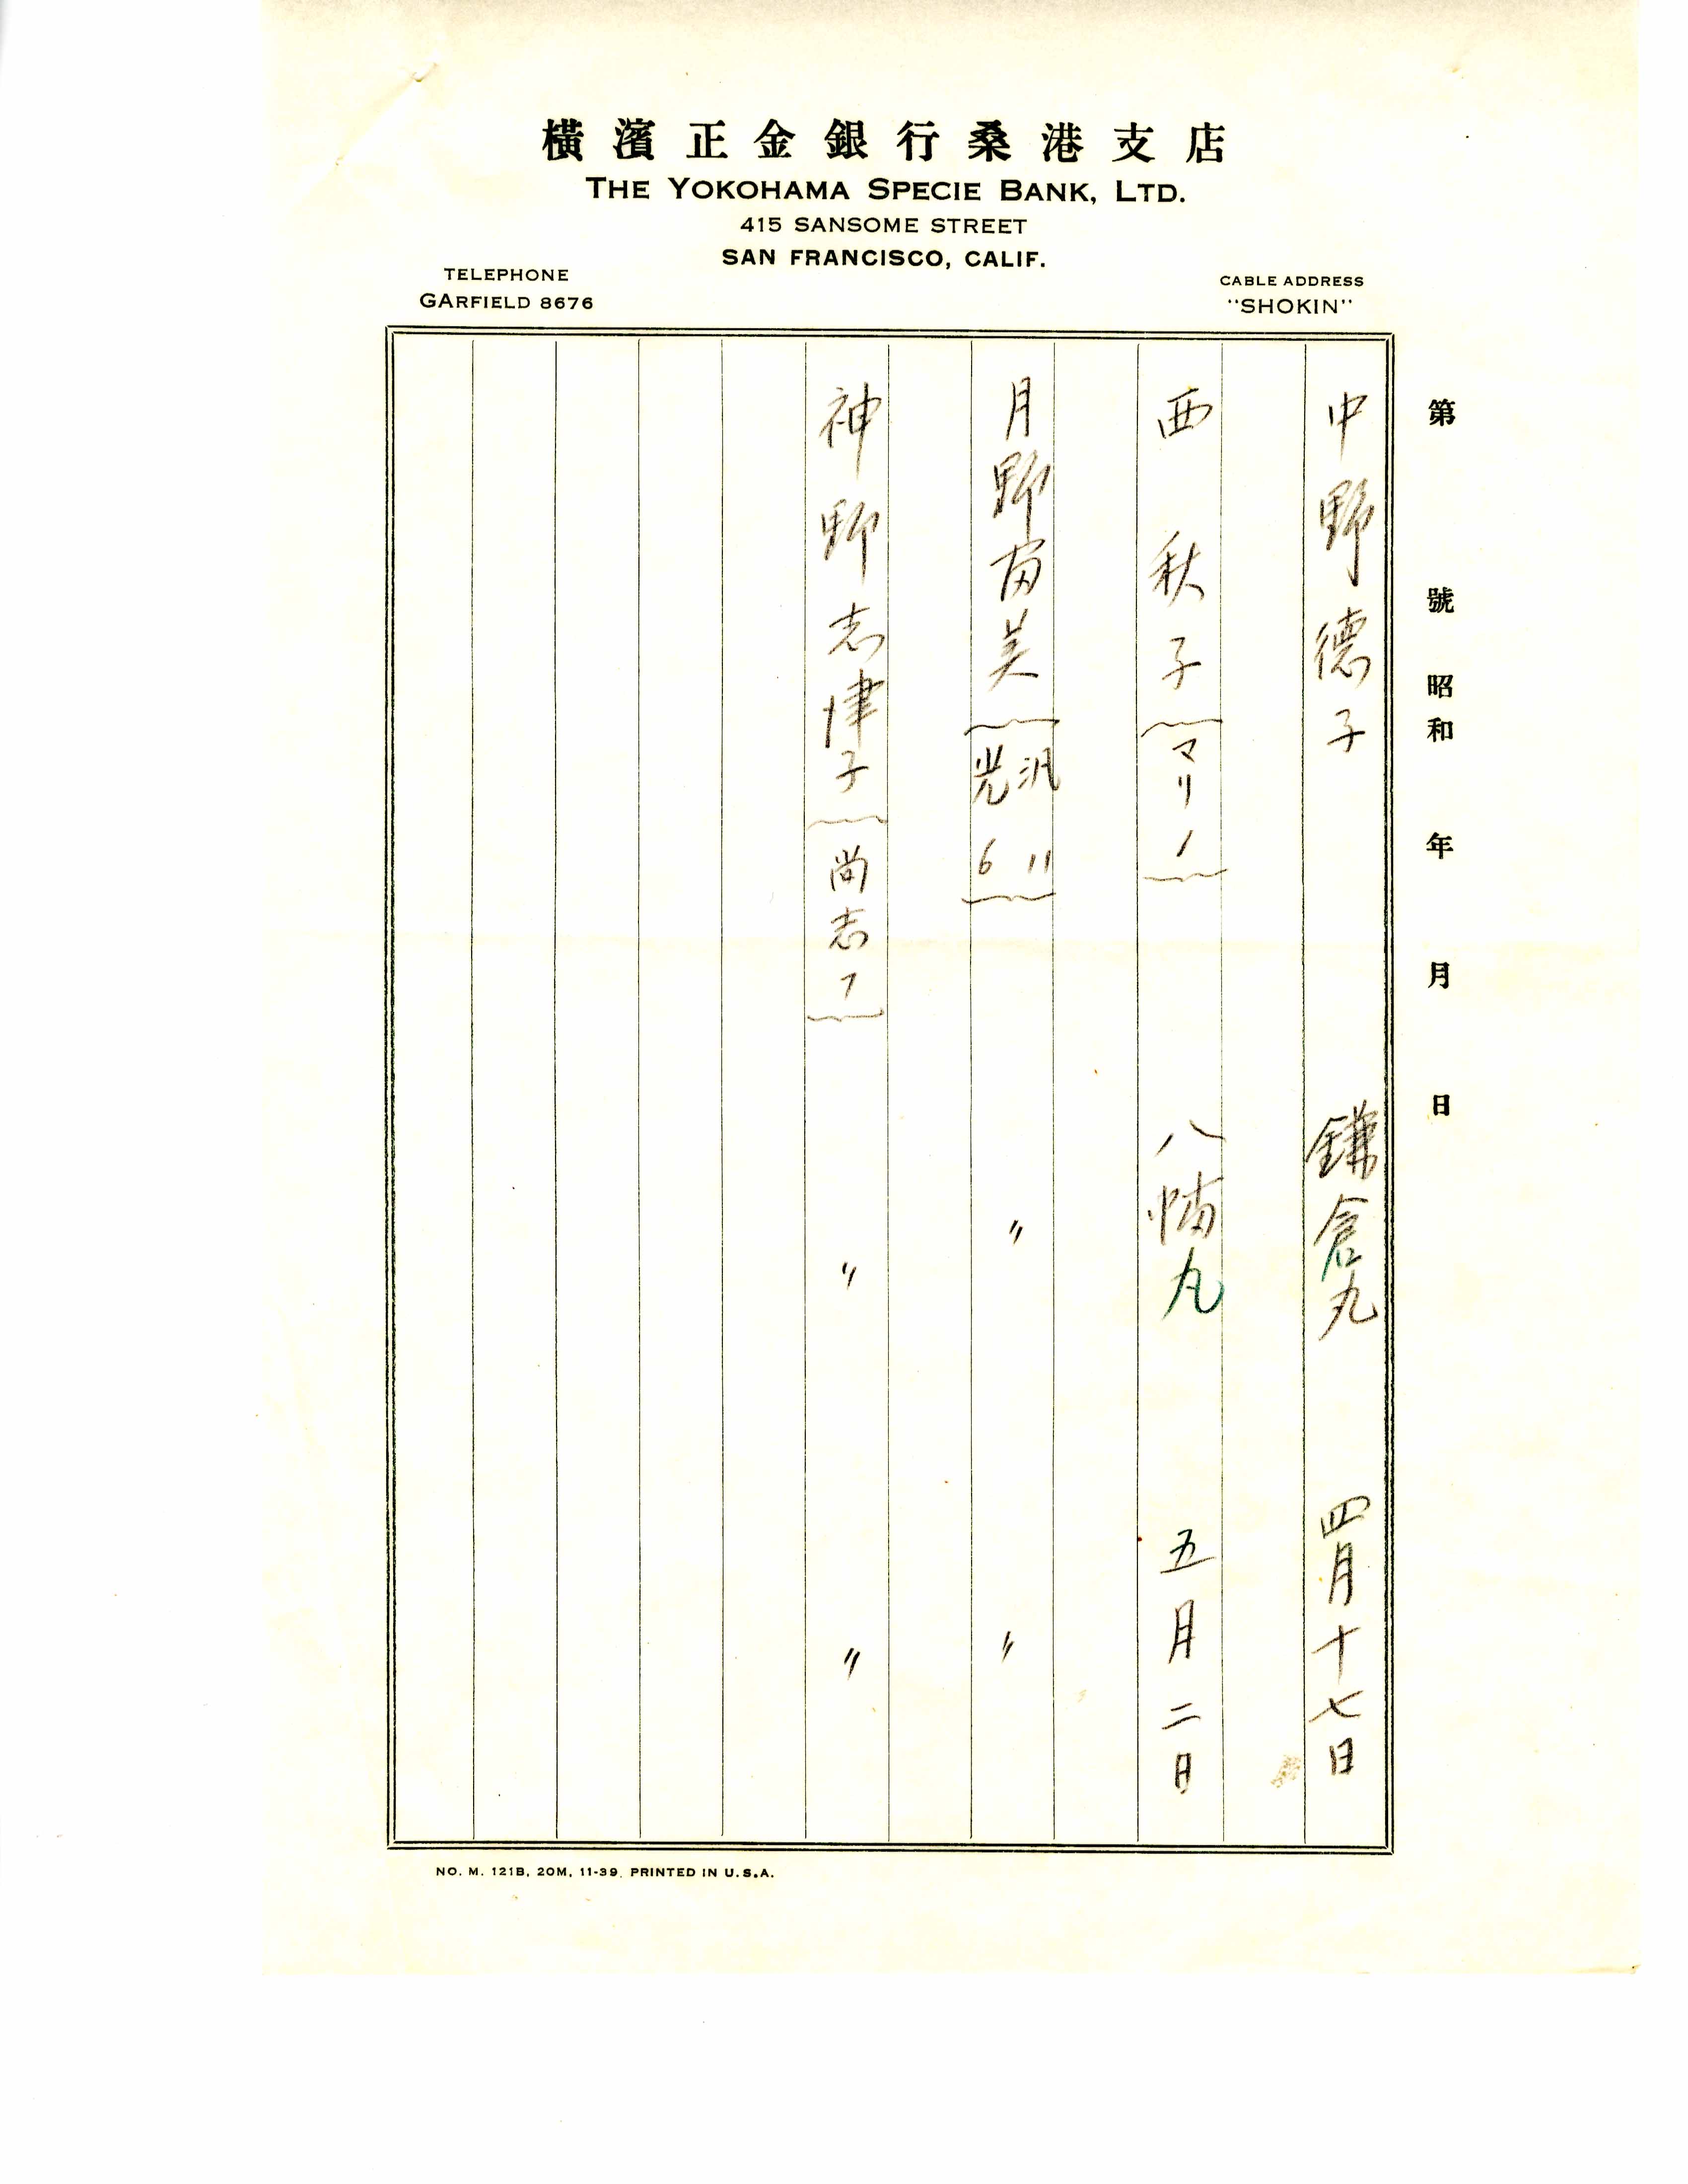 橫濱正金銀行桑港支店
THE YOKOHAMA SPECIE BANK, LTD.
415 SANSOME STREET
SAN FRANCISCO, CALIF.
TELEPHONE
GARFIELD 8676
CABLE ADDRESS
"SHOKIN"
第 號 昭和 年 月 日
中野德子 鎌倉丸 四月十七日
西 秋子(マリ1) 八幡丸 五月二日
月野富美(汎11 光6) 〃 〃
神野志津子(尚志7) 〃 〃
NO. M. 121B, 20M, 11-39, PRINTED IN U.S.A.